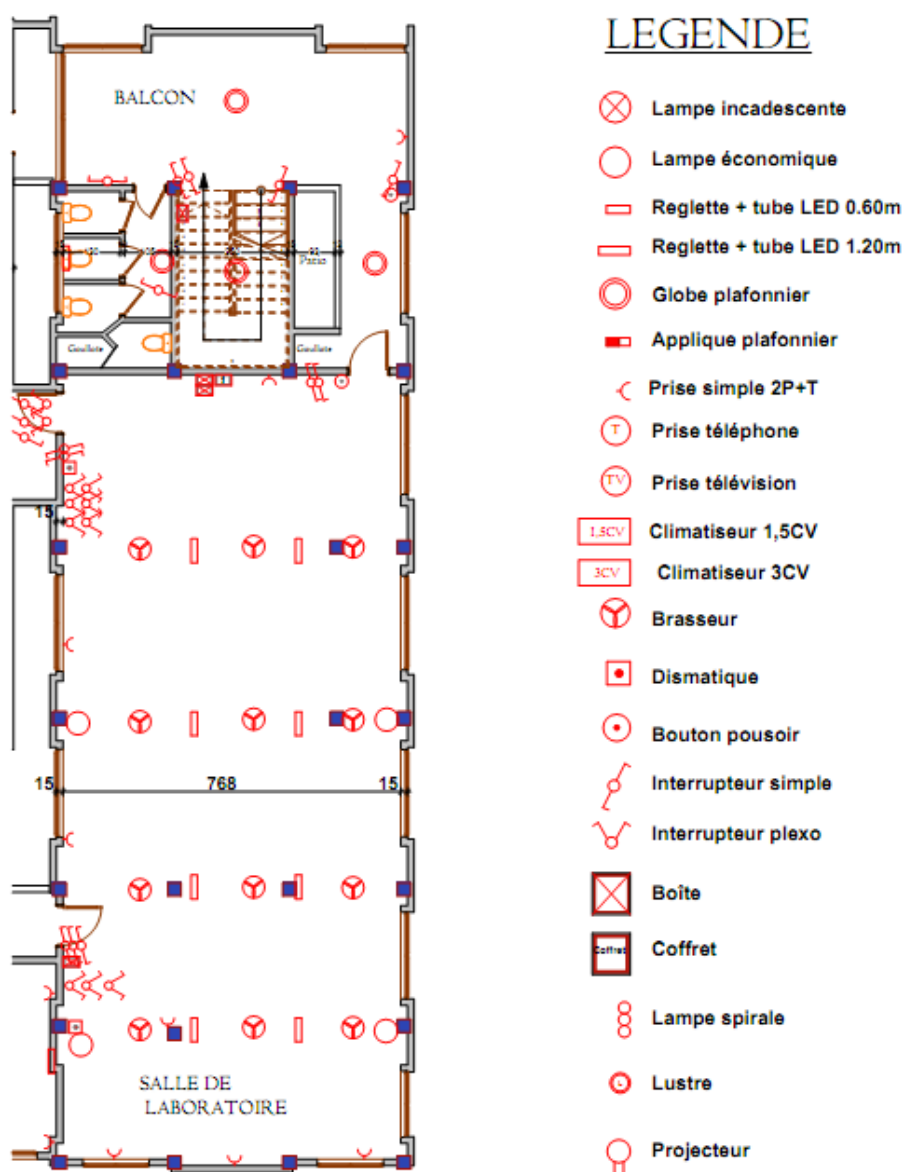 LEGENDE
BALCON
Lampe incadescente
Lampe économique
Reglette + tube LED 0.60m
Reglette + tube LED 1.20m
Patio
Globe plafonnier
Goullote
Goullote
Applique plafonnier
Prise simple 2P+T
T
Prise téléphone
TV
Prise télévision
15
1,5CV
Climatiseur 1,5CV
3CV
Climatiseur 3CV
Brasseur
Dismatique
Bouton pousoir
15
768
15
Interrupteur simple
Interrupteur plexo
Boîte
Coffret
Coffret
Lampe spirale
SALLE DE
LABORATOIRE
Lustre
Projecteur